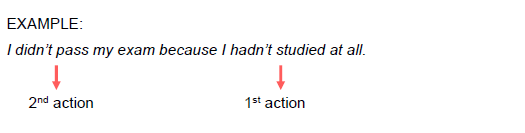 EXAMPLE:
I didn’t pass my exam because I hadn’t studied at all.
2nd action 1st action